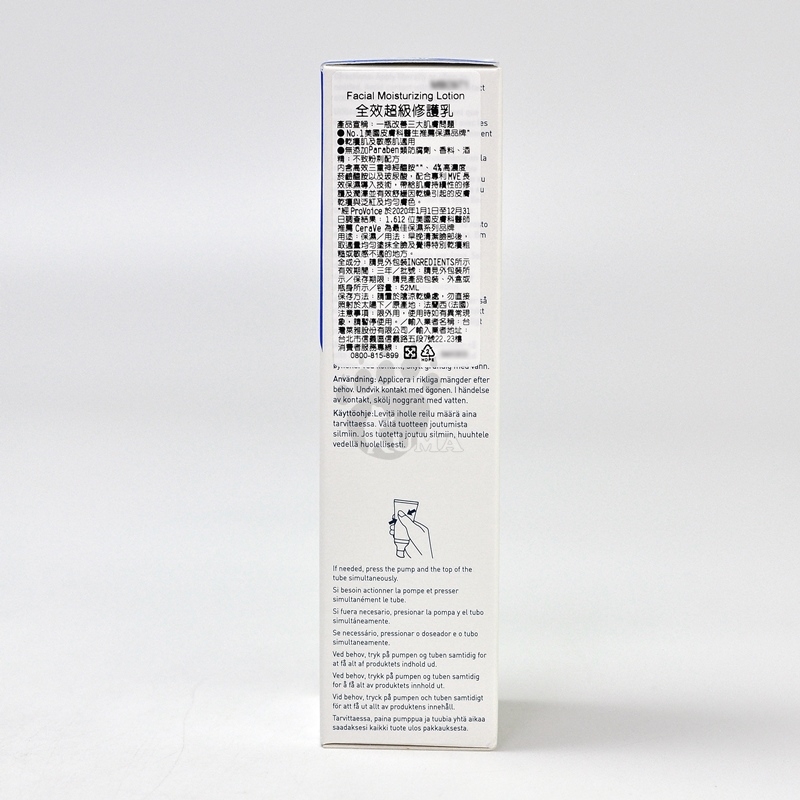 Facial Moisturizing Lotion
全效超級修護乳
產品宣稱：一瓶改善三大肌膚問題
●No.1美國皮膚科醫生推薦保濕品牌*
●乾燥肌及敏感肌適用
●無添加Paraben類防腐劑、香料、酒
精；不致粉刺配方
內含高效三重神經醯胺**、4%高濃度
菸鹼醯胺以及玻尿酸，配合專利MVE長
效保濕導入技術，帶給肌膚持續性的修
護及潤澤並有效舒緩因乾燥引起的皮膚
乾癢與泛紅及均勻膚色。
*經ProVoice於2020年1月1日至12月31
日調查結果：1,612位美國皮膚科醫師
推薦CeraVe為最佳保濕系列品牌
用途：保濕／用法：早晚清潔臉部後，
取適量均勻塗抹全臉及覺得特別乾燥粗
糙或敏感不適的地方。
全成分：請見外包裝INGREDIENTS所示
有效期間：三年／批號：請見外包裝所
示／保存期限：請見產品包裝、外盒或
瓶身所示／容量：52ML
保存方法：請置於陰涼乾燥處，勿直接
照射於太陽下／原產地：法蘭西(法國)
注意事項：限外用。使用時如有異常現
象，請暫停使用。／輸入業者名稱：台
灣萊雅股份有限公司／輸入業者地址：
台北市信義區信義路五段7號22.23樓
消費者服務專線：
0800-815-899
HDPE
Användning: Applicera i rikliga mängder efter
behov. Undvik kontakt med ögonen. I händelse
av kontakt, skölj noggrant med vatten.
Käyttöohje: Levitä iholle reilu määrä aina
tarvittaessa. Vältä tuotteen joutumista
silmiin. Jos tuotetta joutuu silmiin, huuhtele
vedellä huolellisesti.
If needed, press the pump and the top of the
tube simultaneously.
Si besoin actionner la pompe et presser
simultanément le tube.
Si fuera necesario, presionar la pompa y el tubo
simultáneamente.
Se necessário, pressionar o doseador e o tubo
simultaneamente.
Ved behov, tryk på pumpen og tuben samtidig for
at få alt af produktets indhold ud.
Ved behov, trykk på pumpen og tuben samtidig
for å få alt av produktets innhold ut.
Vid behov, tryck på pumpen och tuben samtidigt
för att få ut allt av produktens innehåll.
Tarvittaessa, paina pumppua ja tuubia yhtä aikaa
saadaksesi kaikki tuote ulos pakkauksesta.